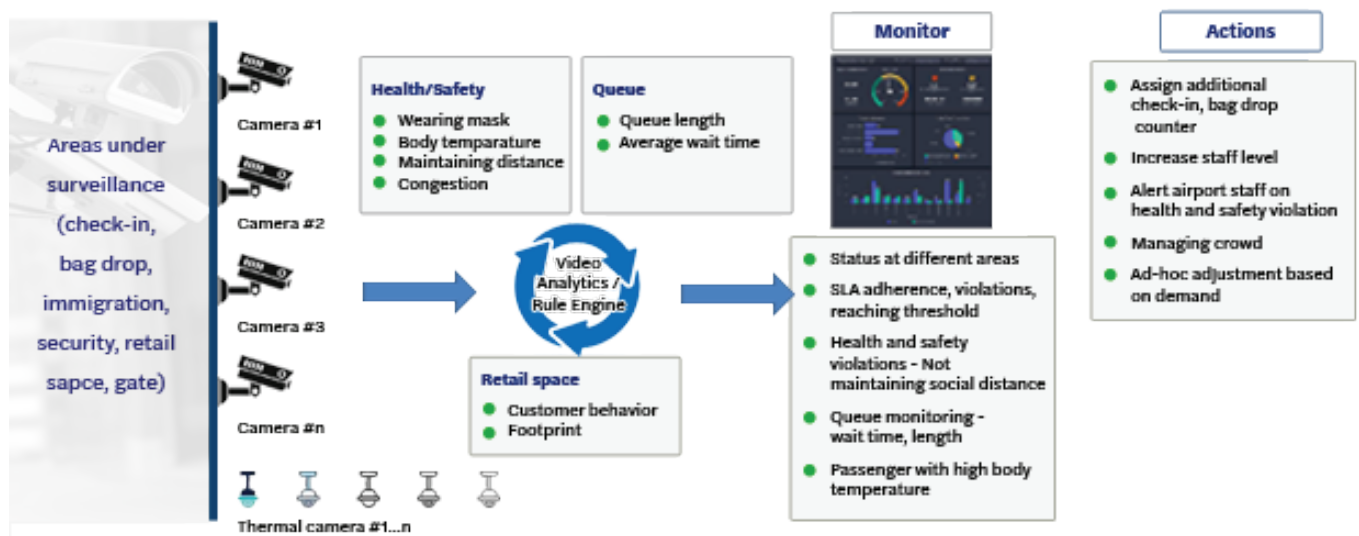 Areas under
surveillance
(check-in,
bag drop,
immigration,
security, retail
sapce, gate)
Camera #1
Camera #2
Camera #3
Camera #n
Thermal camera #1...n
Health/Safety
Wearing mask
Body temparature
Maintaining distance
Congestion
Queue
Queue length
Average wait time
Video
Analytics /
Rule Engine
Retail space
Customer behavior
Footprint
Monitor
Status at different areas
SLA adherence, violations,
reaching threshold
Health and safety
violations - Not
maintaining social distance
Queue monitoring -
wait time, length
Passenger with high body
temperature
Actions
Assign additional
check-in, bag drop
counter
Increase staff level
Alert airport staff on
health and safety violation
Managing crowd
Ad-hoc adjustment based
on demand